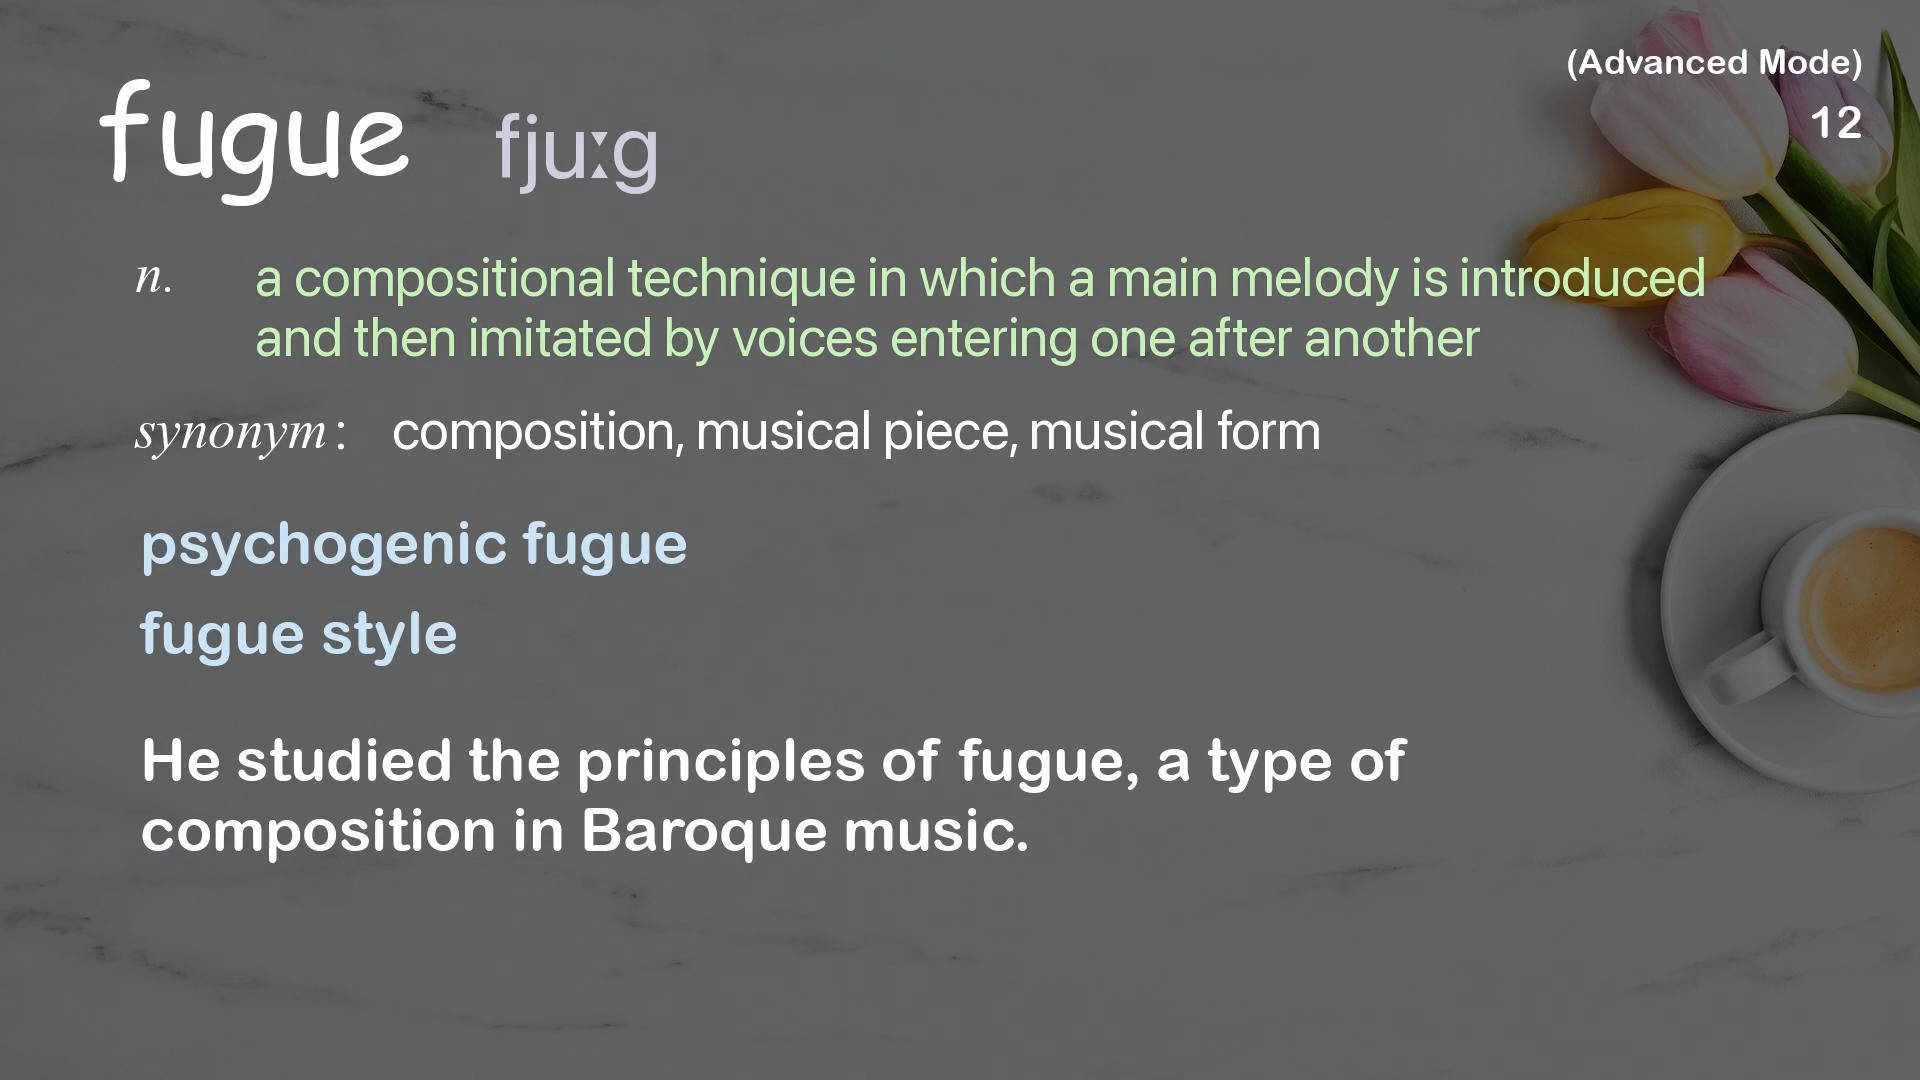 (Advanced Mode)
12
fugue fjuːg
n. a compositional technique in which a main melody is introduced
and then imitated by voices entering one after another
synonym: composition, musical piece, musical form
psychogenic fugue
fugue style
He studied the principles of fugue, a type of
composition in Baroque music.